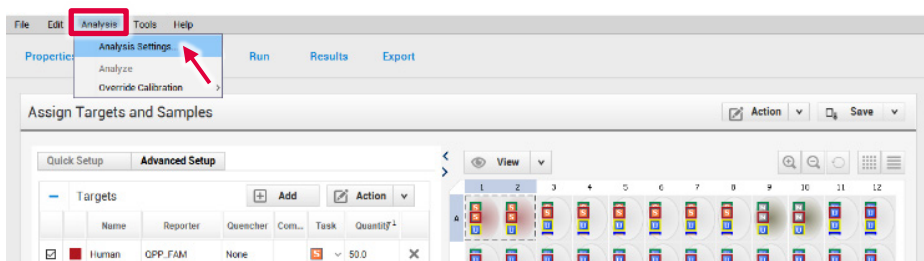 File Edit Analysis Tools Help
Analysis Settings...
Properties Run Results Export
Analyze
Override Calibration
Assign Targets and Samples Action Save
Quick Setup Advanced Setup View
Targets Add Action 1 2 3 4 5 6 7 8 9 10 11 12
Name Reporter Quencher Com... Task Quantity 1 A
Human QPP_FAM None S 50.0